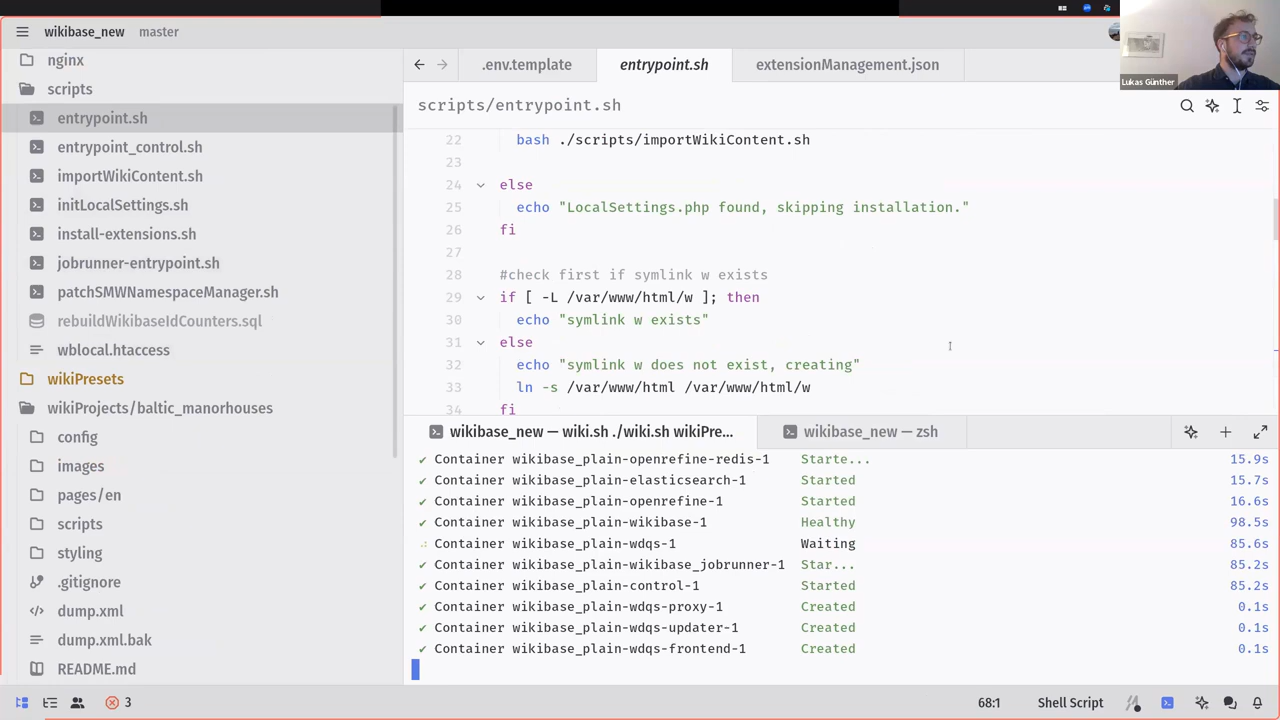 wikibase_new master
nginx
scripts
entrypoint.sh
entrypoint_control.sh
importWikiContent.sh
initLocalSettings.sh
install-extensions.sh
jobrunner-entrypoint.sh
patchSMWNamespaceManager.sh
rebuildWikibaseIdCounters.sql
wblocal.htaccess
wikiPresets
wikiProjects/baltic_manorhouses
config
images
pages/en
scripts
styling
.gitignore
dump.xml
dump.xml.bak
README.md
3
.env.template entrypoint.sh extensionManagement.json
Lukas Günther
scripts/entrypoint.sh
22 bash ./scripts/importWikiContent.sh
23
24 else
25 echo "LocalSettings.php found, skipping installation."
26 fi
27
28 #check first if symlink w exists
29 if [ -L /var/www/html/w ]; then
30 echo "symlink w exists"
31 else
32 echo "symlink w does not exist, creating"
33 ln -s /var/www/html /var/www/html/w
34 fi
wikibase_new — wiki.sh ./wiki.sh wikiPre... wikibase_new — zsh
✔ Container wikibase_plain-openrefine-redis-1 Starte... 15.9s
✔ Container wikibase_plain-elasticsearch-1 Started 15.7s
✔ Container wikibase_plain-openrefine-1 Started 16.6s
✔ Container wikibase_plain-wikibase-1 Healthy 98.5s
Container wikibase_plain-wdqs-1 Waiting 85.6s
✔ Container wikibase_plain-wikibase_jobrunner-1 Star... 85.2s
✔ Container wikibase_plain-control-1 Started 85.2s
✔ Container wikibase_plain-wdqs-proxy-1 Created 0.1s
✔ Container wikibase_plain-wdqs-updater-1 Created 0.1s
✔ Container wikibase_plain-wdqs-frontend-1 Created 0.1s
68:1 Shell Script